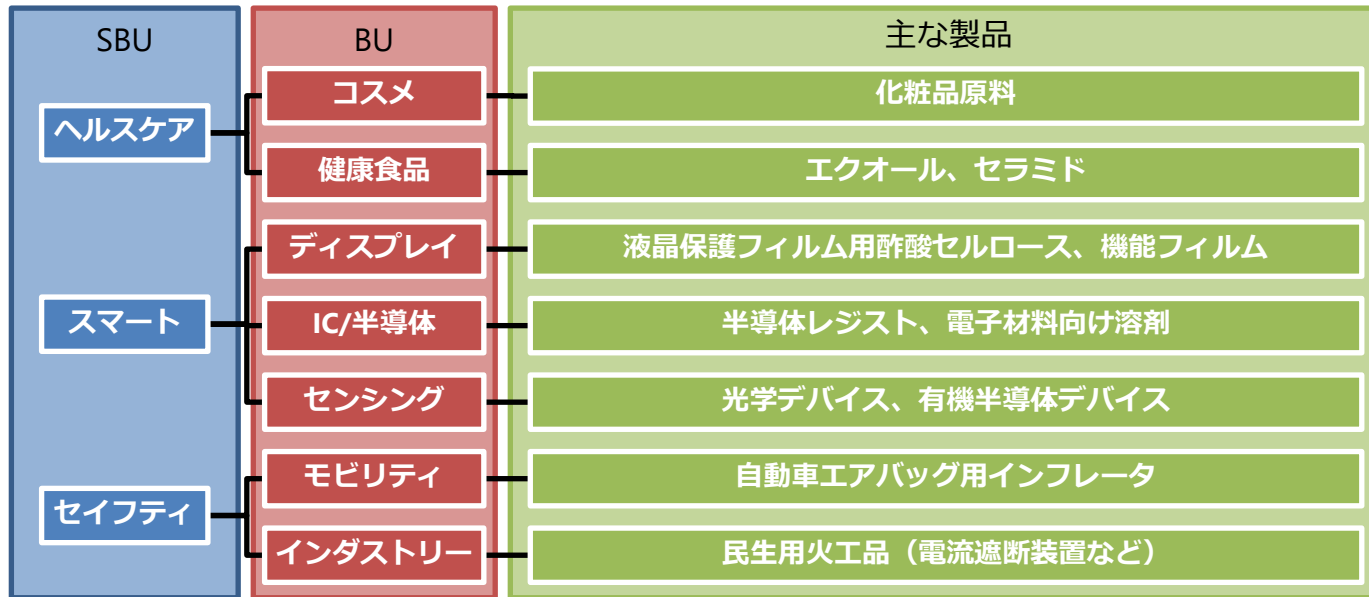 SBU
BU
主な製品
ヘルスケア
コスメ
化粧品原料
健康食品
エクオール、セラミド
スマート
ディスプレイ
液晶保護フィルム用酢酸セルロース、機能フィルム
IC/半導体
半導体レジスト、電子材料向け溶剤
センシング
光学デバイス、有機半導体デバイス
セイフティ
モビリティ
自動車エアバッグ用インフレータ
インダストリー
民生用火工品（電流遮断装置など）